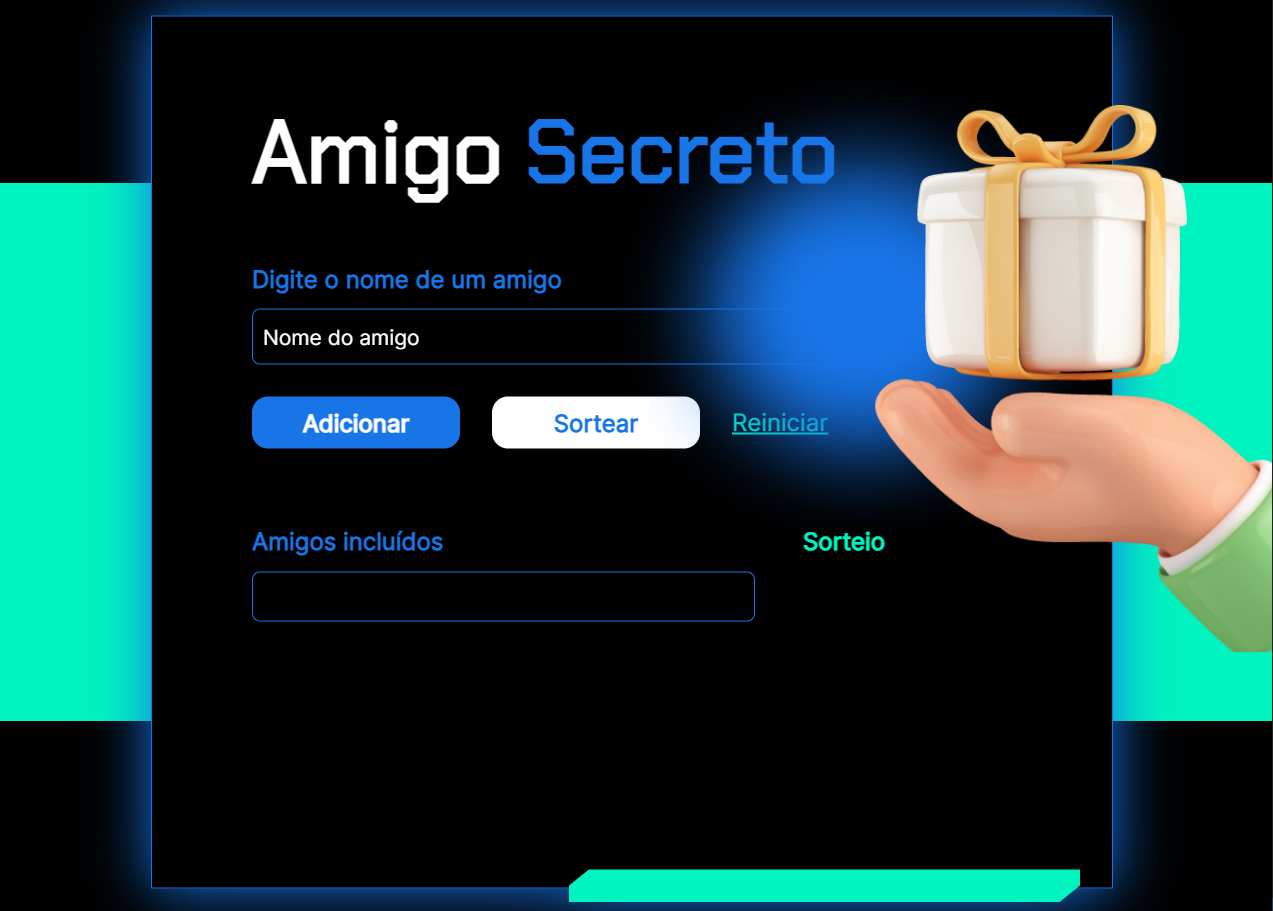 Amigo Secreto
Digite o nome de um amigo
Nome do amigo
Adicionar Sortear Reiniciar
Amigos incluídos Sorteio